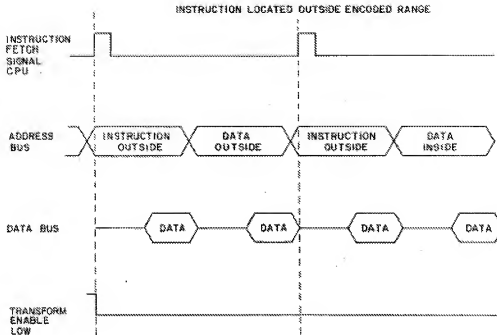 INSTRUCTION LOCATED OUTSIDE ENCODED RANGE
INSTRUCTION
FETCH
SIGNAL
CPU
ADDRESS
BUS
INSTRUCTION
OUTSIDE
DATA
OUTSIDE
INSTRUCTION
OUTSIDE
DATA
INSIDE
DATA BUS
DATA
DATA
DATA
DATA
TRANSFORM
ENABLE
LOW